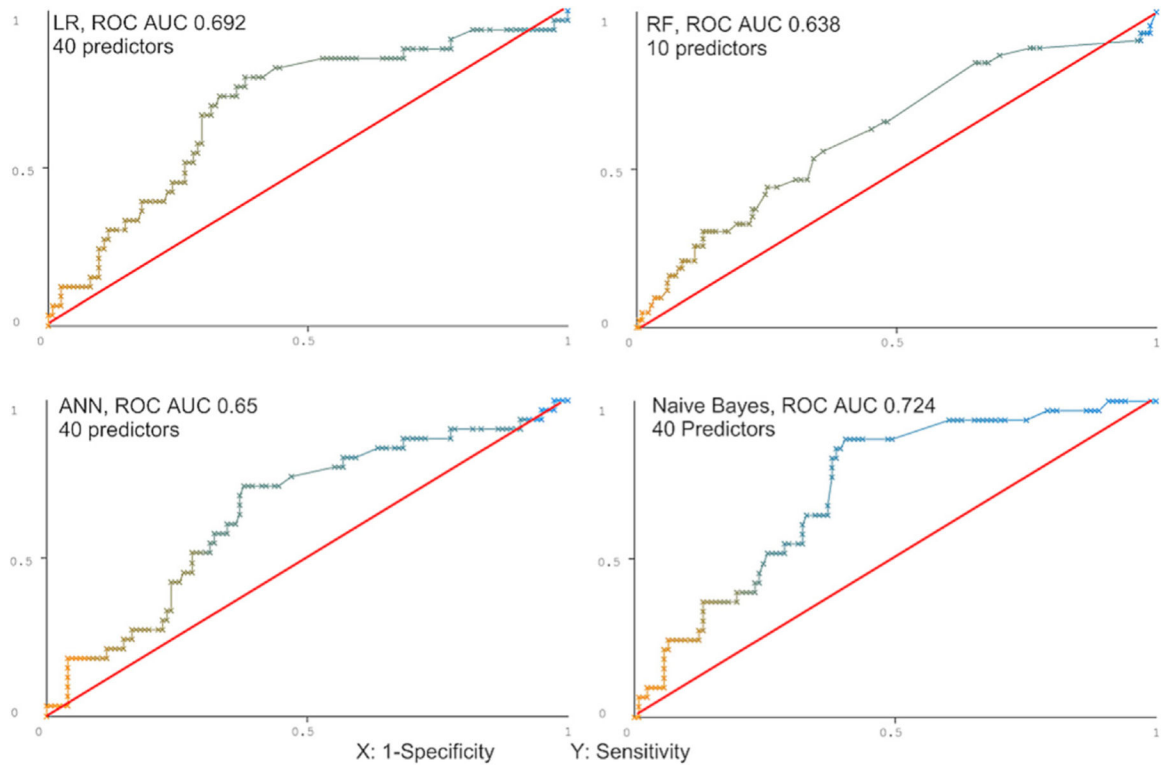 LR, ROC AUC 0.692
40 predictors
1
0.5
0
0
0.5
1
RF, ROC AUC 0.638
10 predictors
1
0.5
0
0
0.5
1
ANN, ROC AUC 0.65
40 predictors
1
0.5
0
0
0.5
Naive Bayes, ROC AUC 0.724
40 Predictors
1
0.5
0
0
0.5
1
X: 1-Specificity
Y: Sensitivity